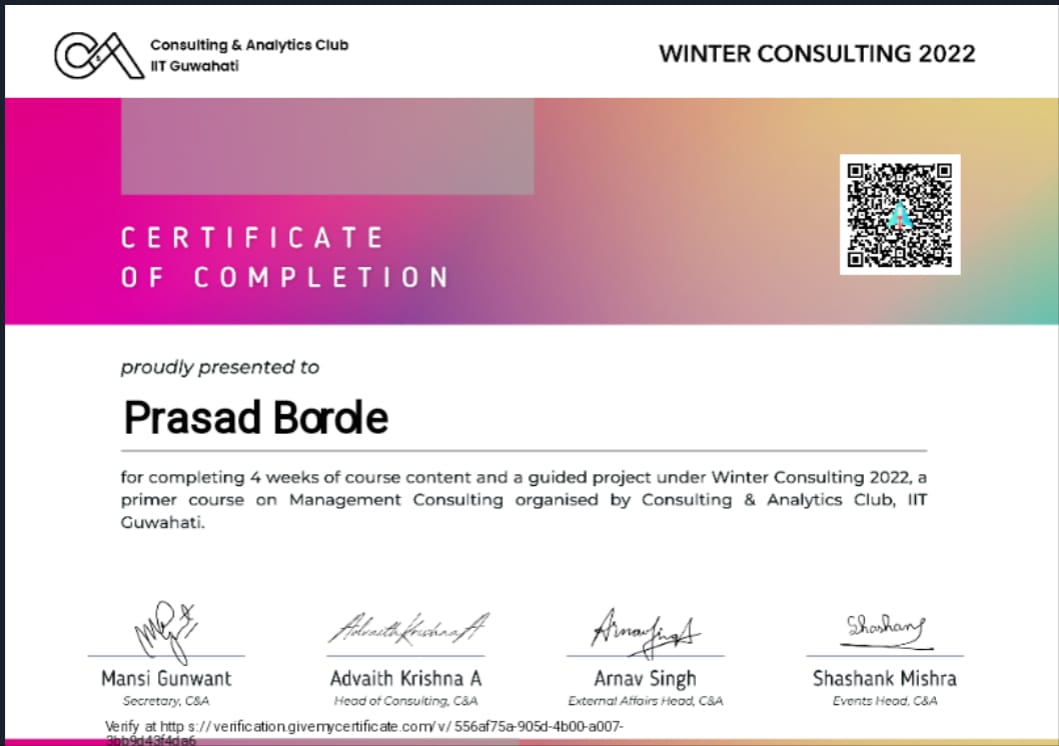 Consulting & Analytics Club
IIT Guwahati
WINTER CONSULTING 2022
CERTIFICATE
OF COMPLETION
proudly presented to
Prasad Borole
for completing 4 weeks of course content and a guided project under Winter Consulting 2022, a
primer course on Management Consulting organised by Consulting & Analytics Club, IIT
Guwahati.
Advaith Krishna A
Arnav Singh
Shashank
Mansi Gunwant
Advaith Krishna A
Arnav Singh
Shashank Mishra
Secretary, C&A
Head of Consulting, C&A
External Affairs Head, C&A
Events Head, C&A
Verify at http s://verification.givemycertificate.com/v/556af75a-905d-4b00-a007-
3bb9d43f4da6